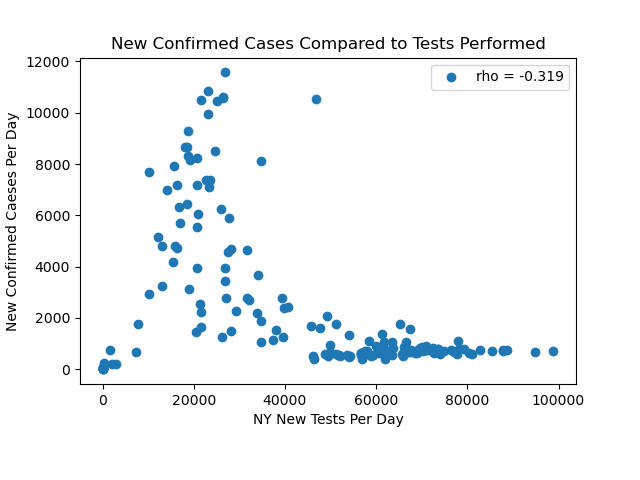 New Confirmed Cases Compared to Tests Performed
rho = -0.319
12000
10000
8000
6000
4000
2000
0
New Confirmed Caeses Per Day
0 20000 40000 60000 80000 100000
NY New Tests Per Day